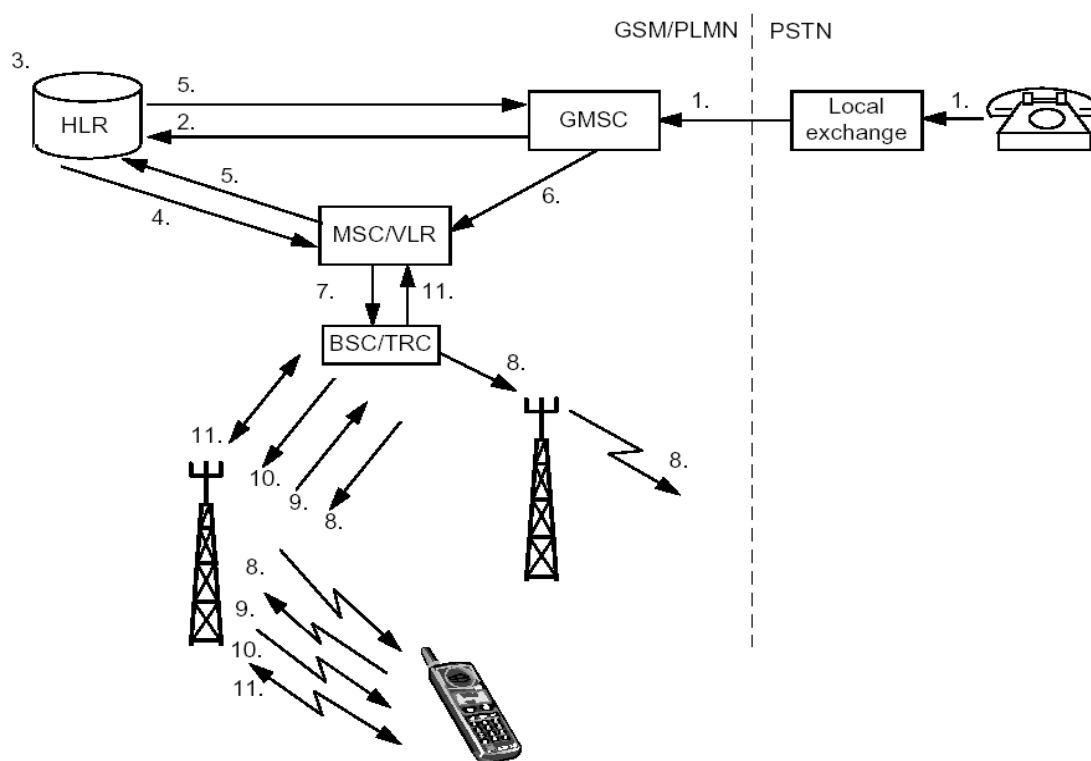 GSM/PLMN
PSTN
3.
5.
1.
1.
HLR
2.
GMSC
Local
exchange
5.
4.
6.
MSC/VLR
7.
11.
BSC/TRC
8.
11.
10.
9.
8.
8.
8.
9.
10.
11.